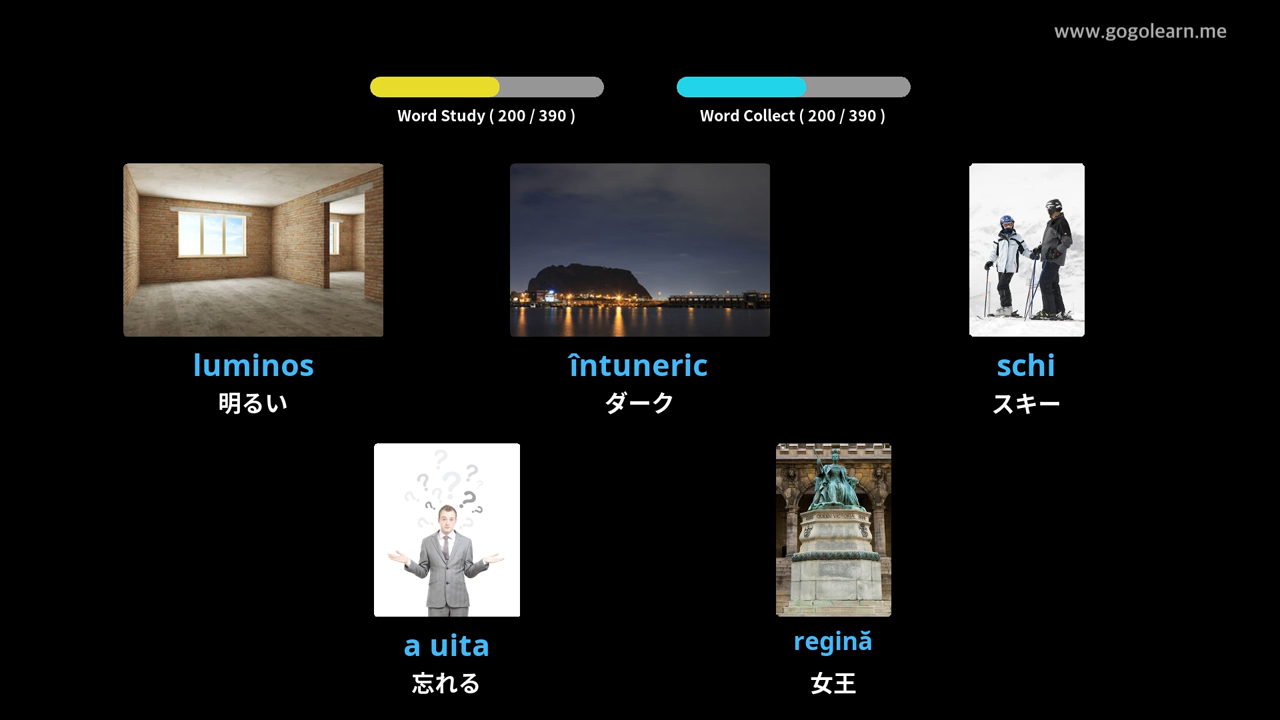 www.gogolearn.me
Word Study ( 200 / 390 )
Word Collect ( 200 / 390 )
luminos
întuneric
schi
明るい
ダーク
スキー
a uita
regină
忘れる
女王